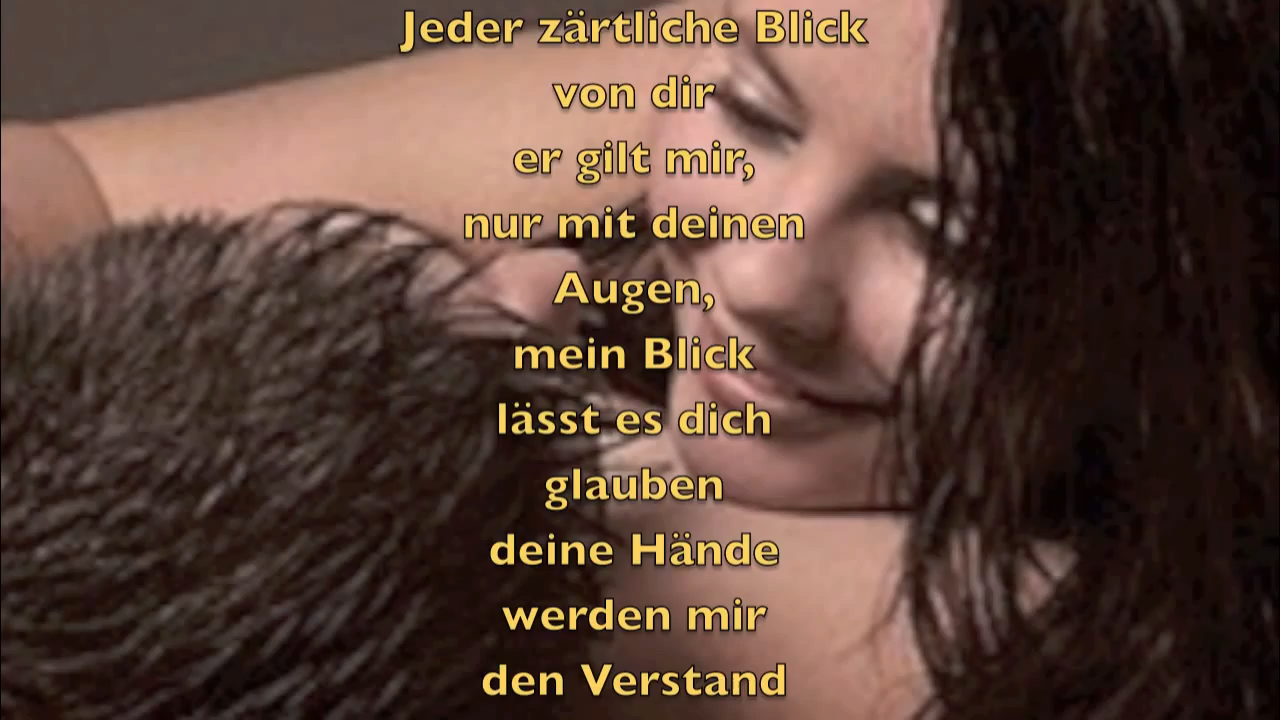 Jeder zärtliche Blick
von dir
er gilt mir,
nur mit deinen
Augen,
mein Blick
lässt es dich
glauben
deine Hände
werden mir
den Verstand